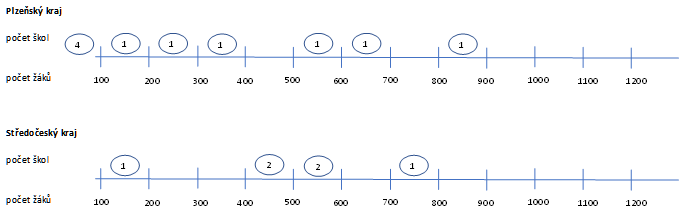 Plzeňský kraj
počet škol 4 1 1 1 1 1 1
počet žáků 100 200 300 400 500 600 700 800 900 1000 1100 1200
Středočeský kraj
počet škol 1 2 2 1
počet žáků 100 200 300 400 500 600 700 800 900 1000 1100 1200